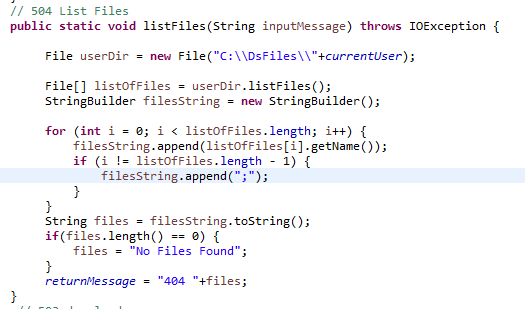 // 504 List Files
public static void listFiles(String inputMessage) throws IOException {
File userDir = new File("C:\\DsFiles\\"+currentUser);
File[] listOfFiles = userDir.listFiles();
StringBuilder filesString = new StringBuilder();
for (int i = 0; i < listOfFiles.length; i++) {
filesString.append(listOfFiles[i].getName());
if (i != listOfFiles.length - 1) {
filesString.append(";");
}
}
String files = filesString.toString();
if(files.length() == 0) {
files = "No Files Found";
}
returnMessage = "404 "+files;
}